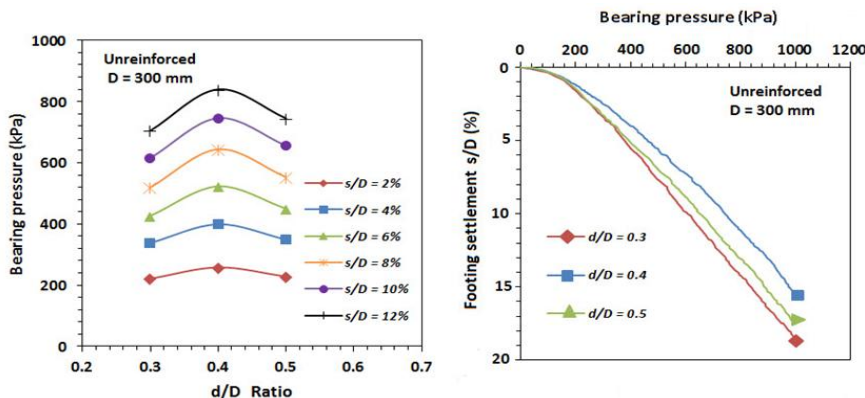 1000
800
600
400
200
0
Bearing pressure (kPa)
Unreinforced
D = 300 mm
s/D = 2%
s/D = 4%
s/D = 6%
s/D = 8%
s/D = 10%
s/D = 12%
0.2 0.3 0.4 0.5 0.6 0.7
d/D Ratio
Bearing pressure (kPa)
0 200 400 600 800 1000 1200
0
5
10
15
20
Footing settlement s/D (%)
Unreinforced
D = 300 mm
d/D = 0.3
d/D = 0.4
d/D = 0.5